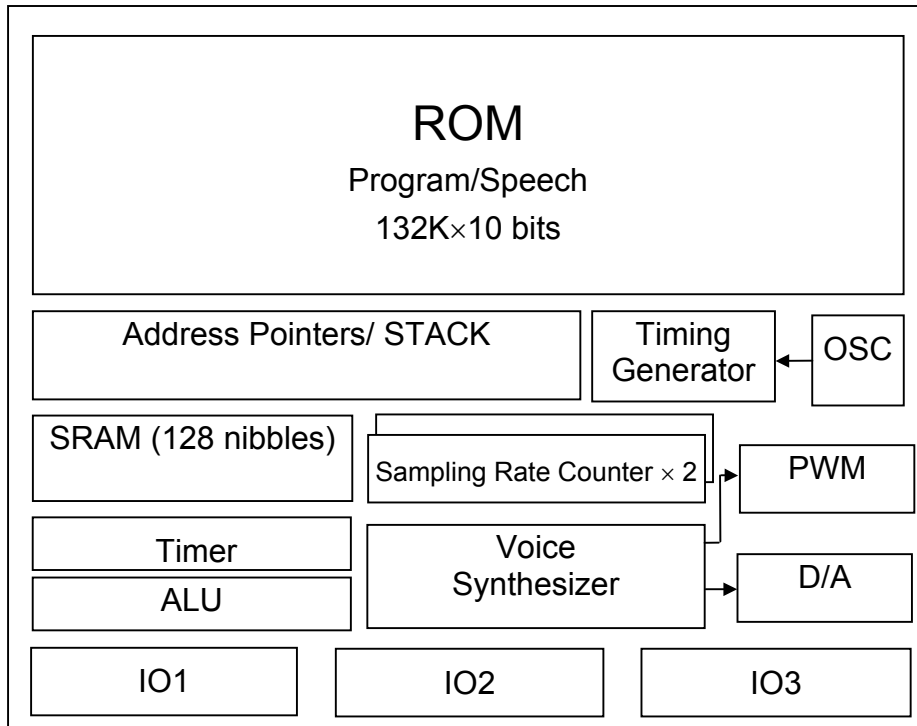 ROM
Program/Speech
132K×10 bits
Address Pointers/ STACK
Timing
Generator
OSC
SRAM (128 nibbles)
Sampling Rate Counter × 2
PWM
Timer
Voice
Synthesizer
D/A
ALU
IO1
IO2
IO3